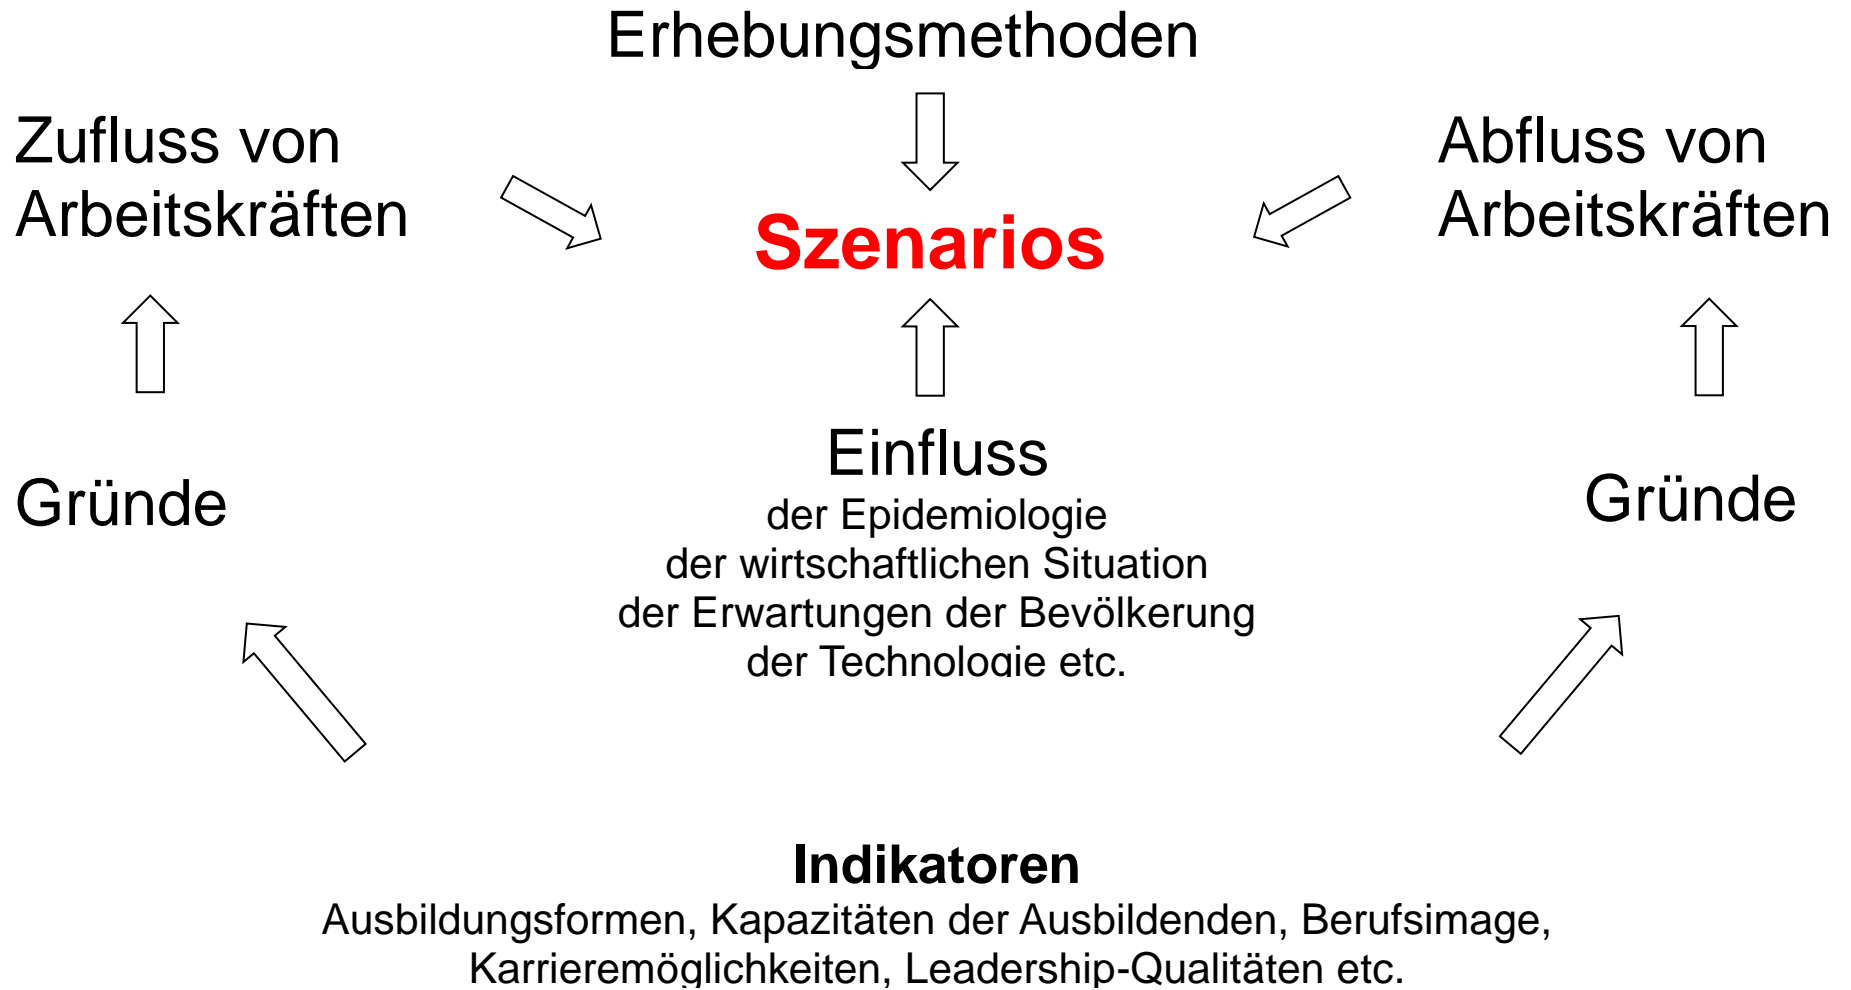 Erhebungsmethoden
Zufluss von
Arbeitskräften
Abfluss von
Arbeitskräften
Szenarios
Gründe
Einfluss
der Epidemiologie
der wirtschaftlichen Situation
der Erwartungen der Bevölkerung
der Technologie etc.
Gründe
Indikatoren
Ausbildungsformen, Kapazitäten der Ausbildenden, Berufsimage,
Karrieremöglichkeiten, Leadership-Qualitäten etc.